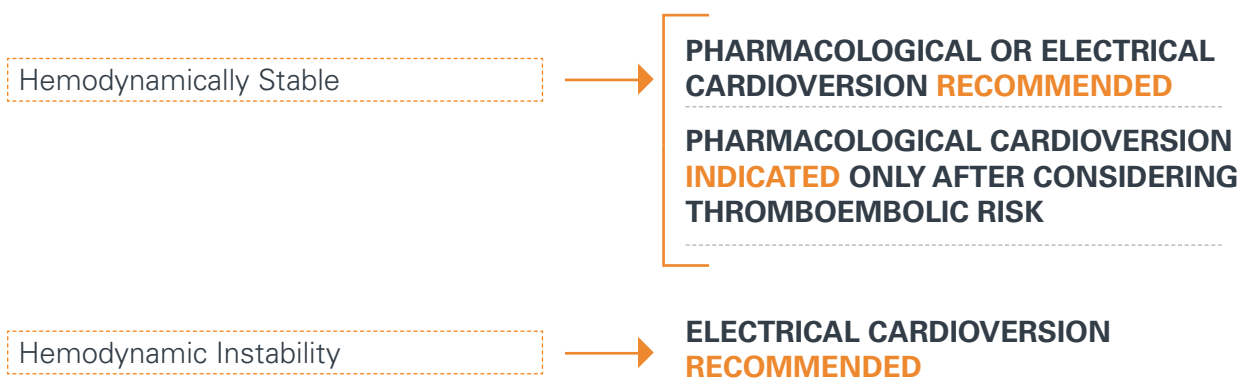 Hemodynamically Stable
PHARMACOLOGICAL OR ELECTRICAL
CARDIOVERSION RECOMMENDED
PHARMACOLOGICAL CARDIOVERSION
INDICATED ONLY AFTER CONSIDERING
THROMBOEMBOLIC RISK
Hemodynamic Instability
ELECTRICAL CARDIOVERSION
RECOMMENDED